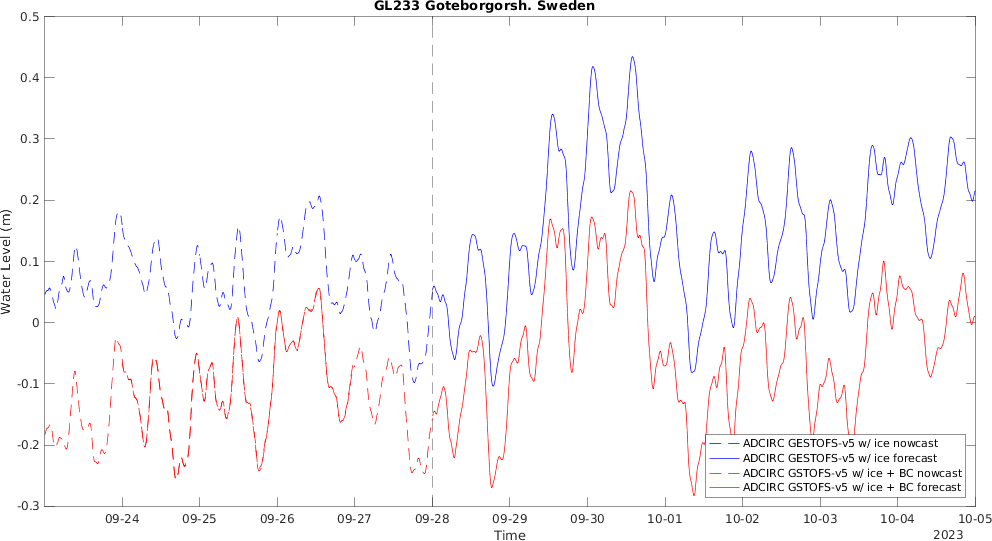 GL233 Goteborgorsh. Sweden
Water Level (m)
0.5
0.4
0.3
0.2
0.1
0
-0.1
-0.2
-0.3
ADCIRC GESTOFS-v5 w/ ice nowcast
ADCIRC GESTOFS-v5 w/ ice forecast
ADCIRC GSTOFS-v5 w/ ice + BC nowcast
ADCIRC GSTOFS-v5 w/ ice + BC forecast
09-24 09-25 09-26 09-27 09-28 09-29 09-30 10-01 10-02 10-03 10-04 10-05
Time
2023